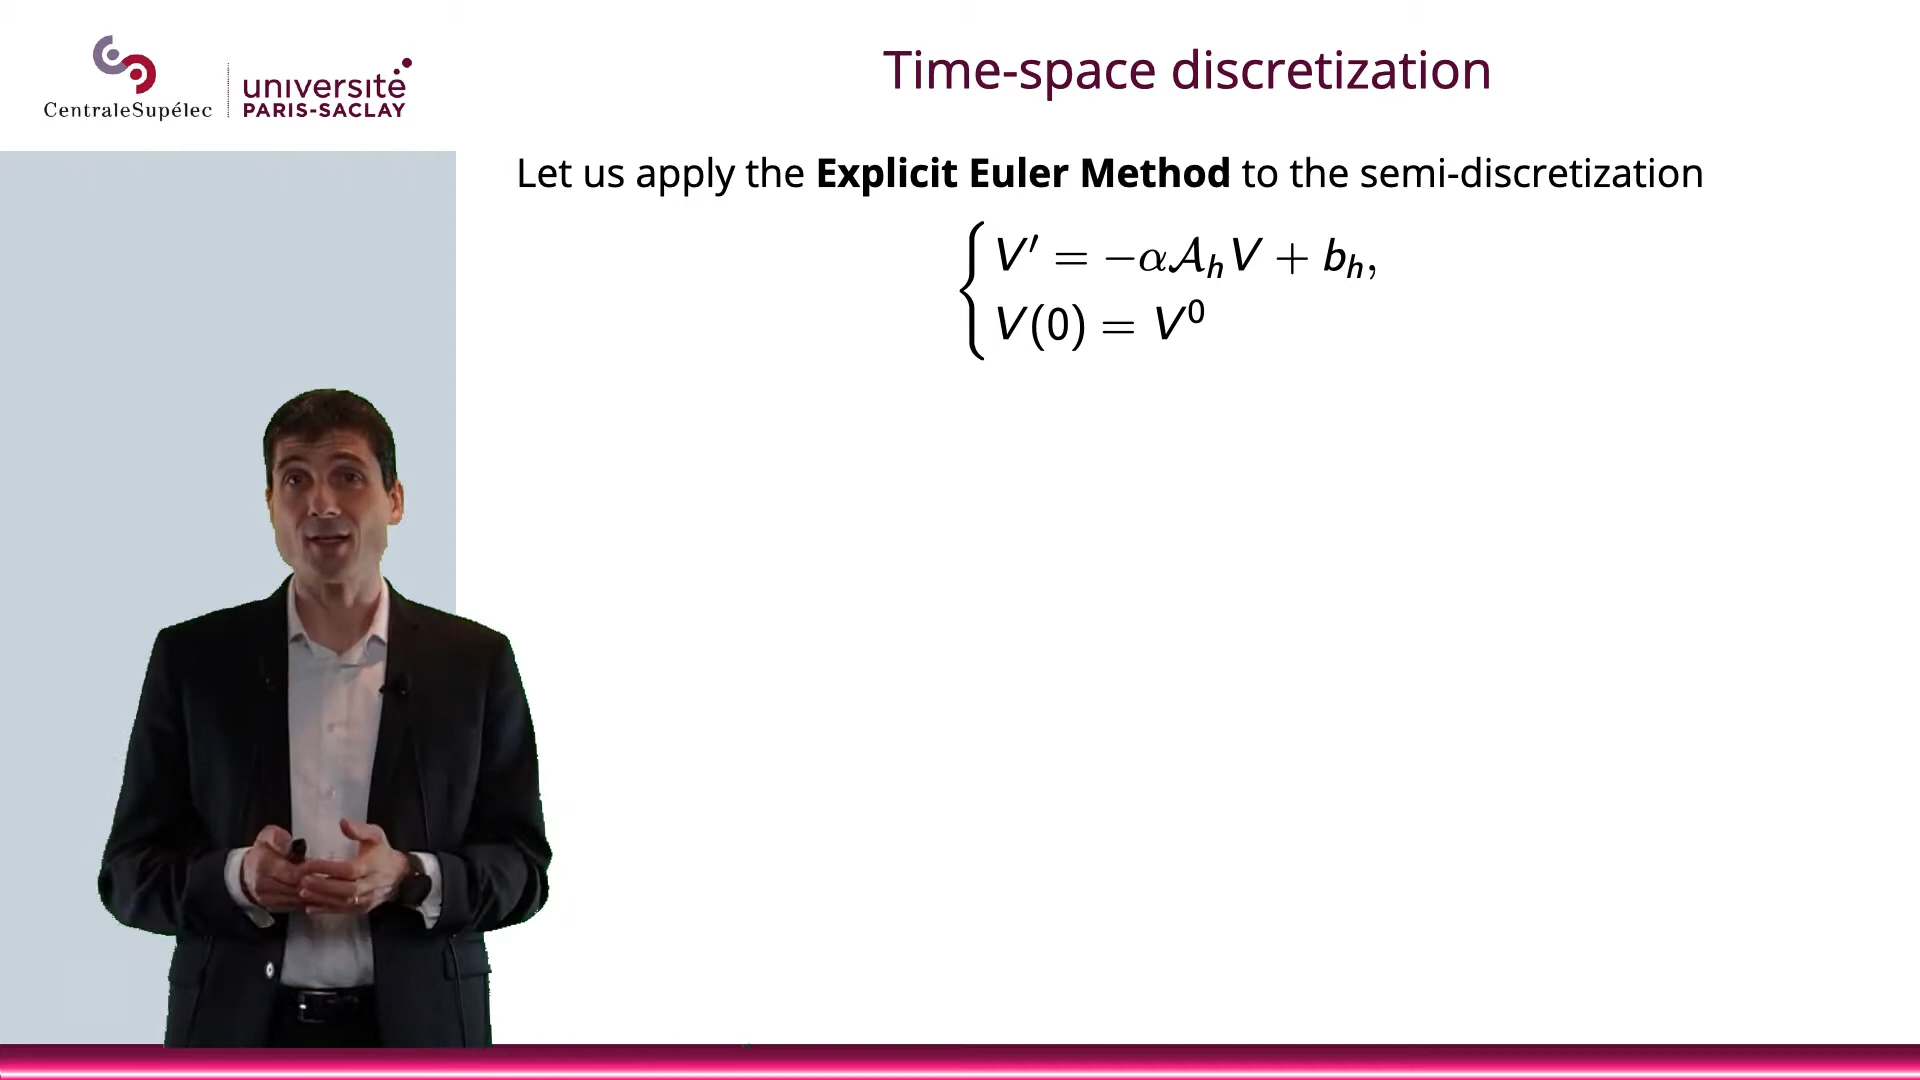 CentraleSupélec
université
PARIS-SACLAY
Time-space discretization
Let us apply the Explicit Euler Method to the semi-discretization
V′ = −α𝒜ₕV + bₕ,
V(0) = V⁰